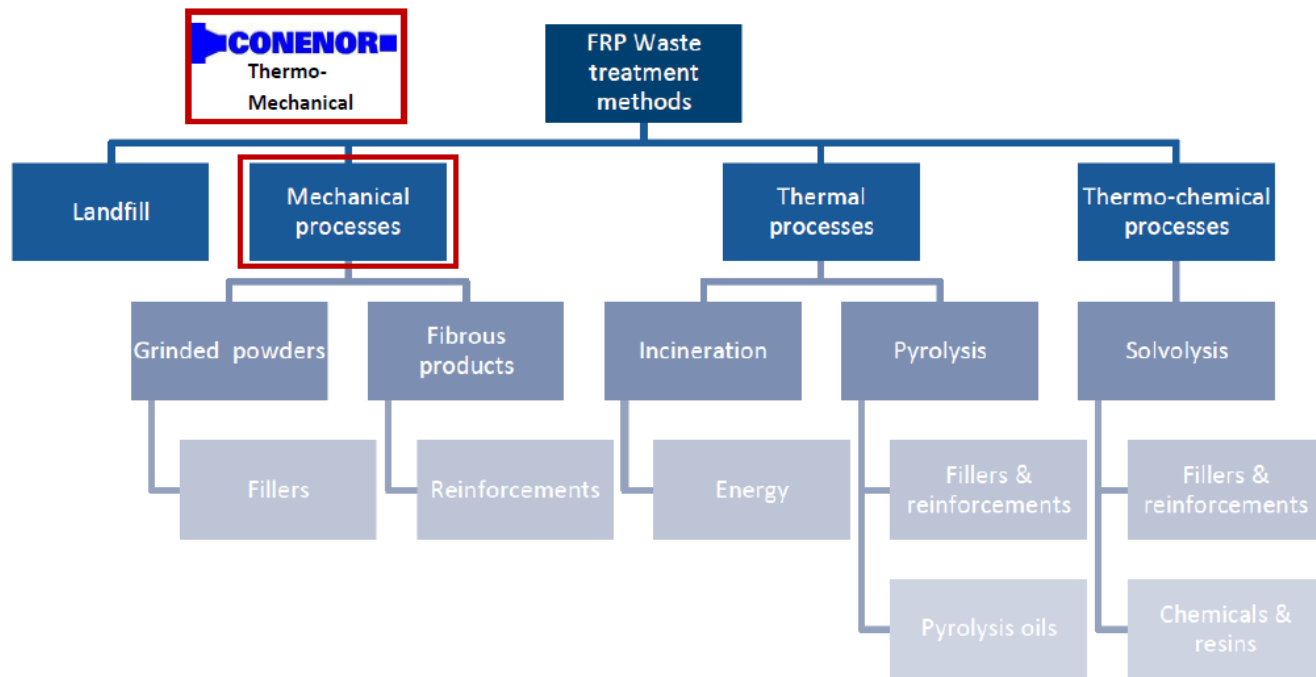 CONENOR
Thermo-
Mechanical
FRP Waste
treatment
methods
Landfill
Mechanical
processes
Thermal
processes
Thermo-chemical
processes
Grinded powders
Fibrous
products
Incineration
Pyrolysis
Solvolysis
Fillers
Reinforcements
Energy
Fillers &
reinforcements
Fillers &
reinforcements
Pyrolysis oils
Chemicals &
resins